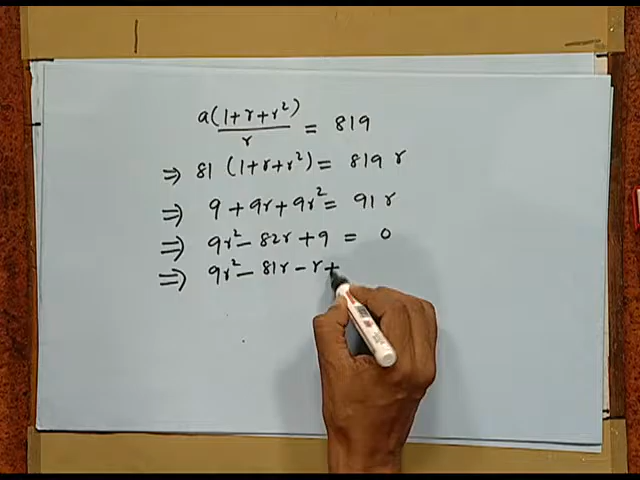 a(1+r+r²)/r = 819
⇒ 81 (1+r+r²) = 819 r
⇒ 9 + 9r + 9r² = 91 r
⇒ 9r² - 82r + 9 = 0
⇒ 9r² - 81r - r +